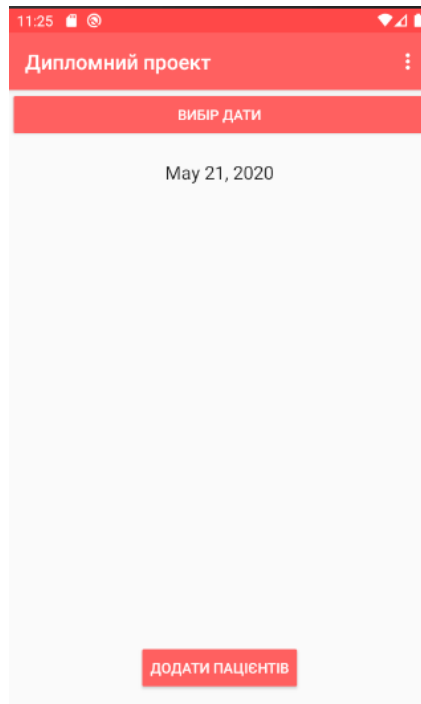 11:25
Дипломний проект
ВИБІР ДАТИ
May 21, 2020
ДОДАТИ ПАЦІЄНТІВ